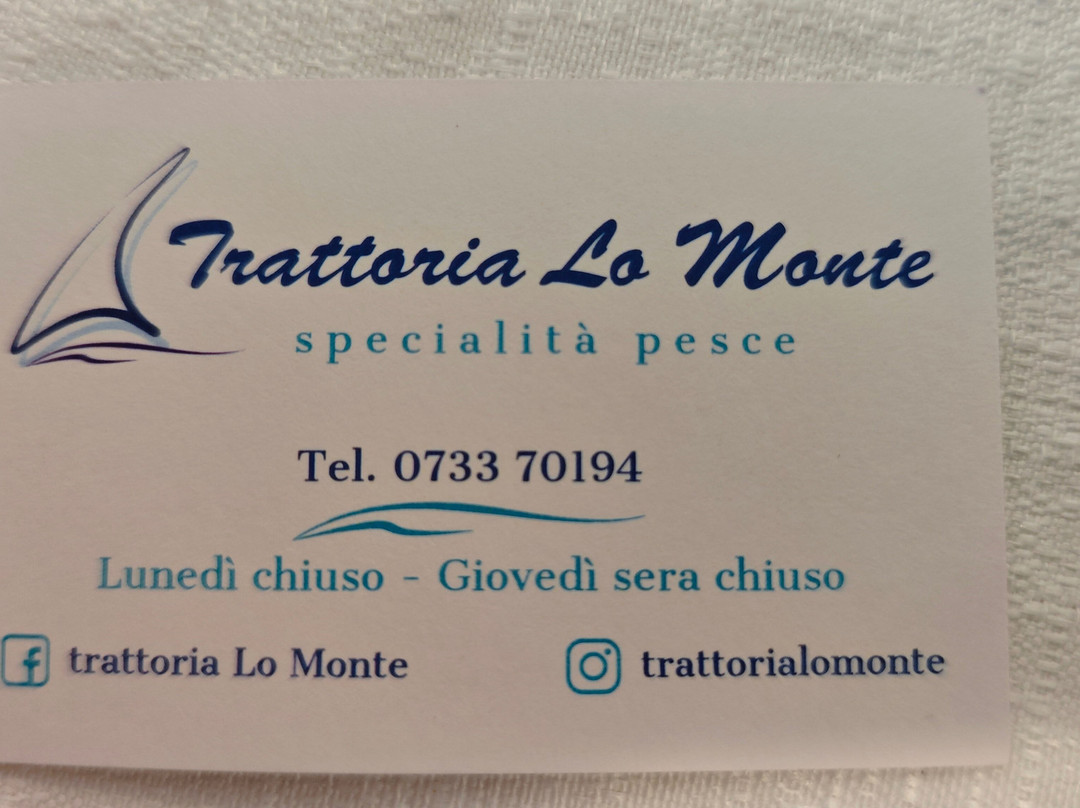 Trattoria Lo Monte
specialità pesce
Tel. 0733 70194
Lunedì chiuso - Giovedì sera chiuso
trattoria Lo Monte
trattorialomonte